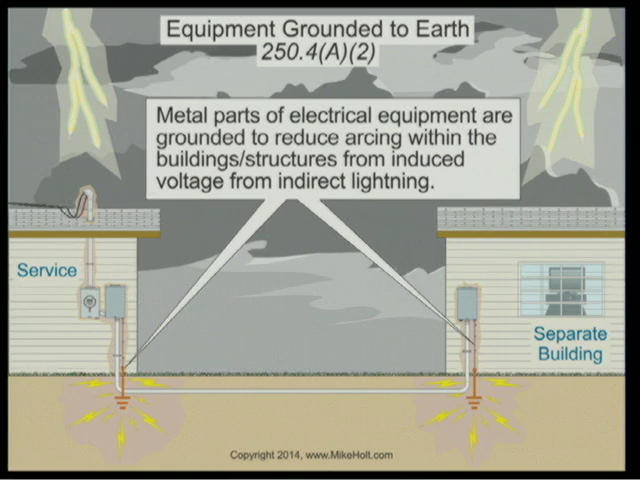 Equipment Grounded to Earth
250.4(A)(2)
Metal parts of electrical equipment are
grounded to reduce arcing within the
buildings/structures from induced
voltage from indirect lightning.
Service
Separate
Building
Copyright 2014, www.MikeHolt.com